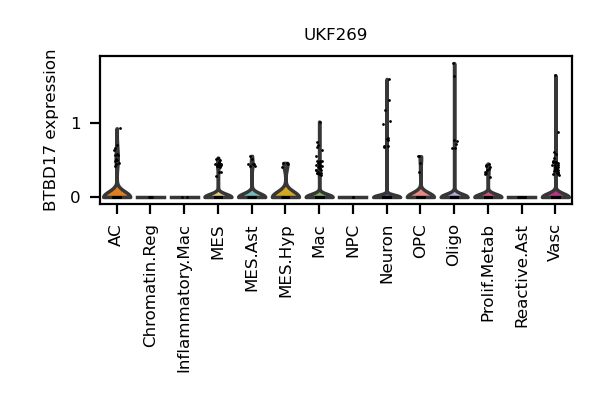 UKF269
BTBD17 expression
1
0
AC
Chromatin.Reg
Inflammatory.Mac
MES
MES.Ast
MES.Hyp
Mac
NPC
Neuron
OPC
Oligo
Prolif.Metab
Reactive.Ast
Vasc